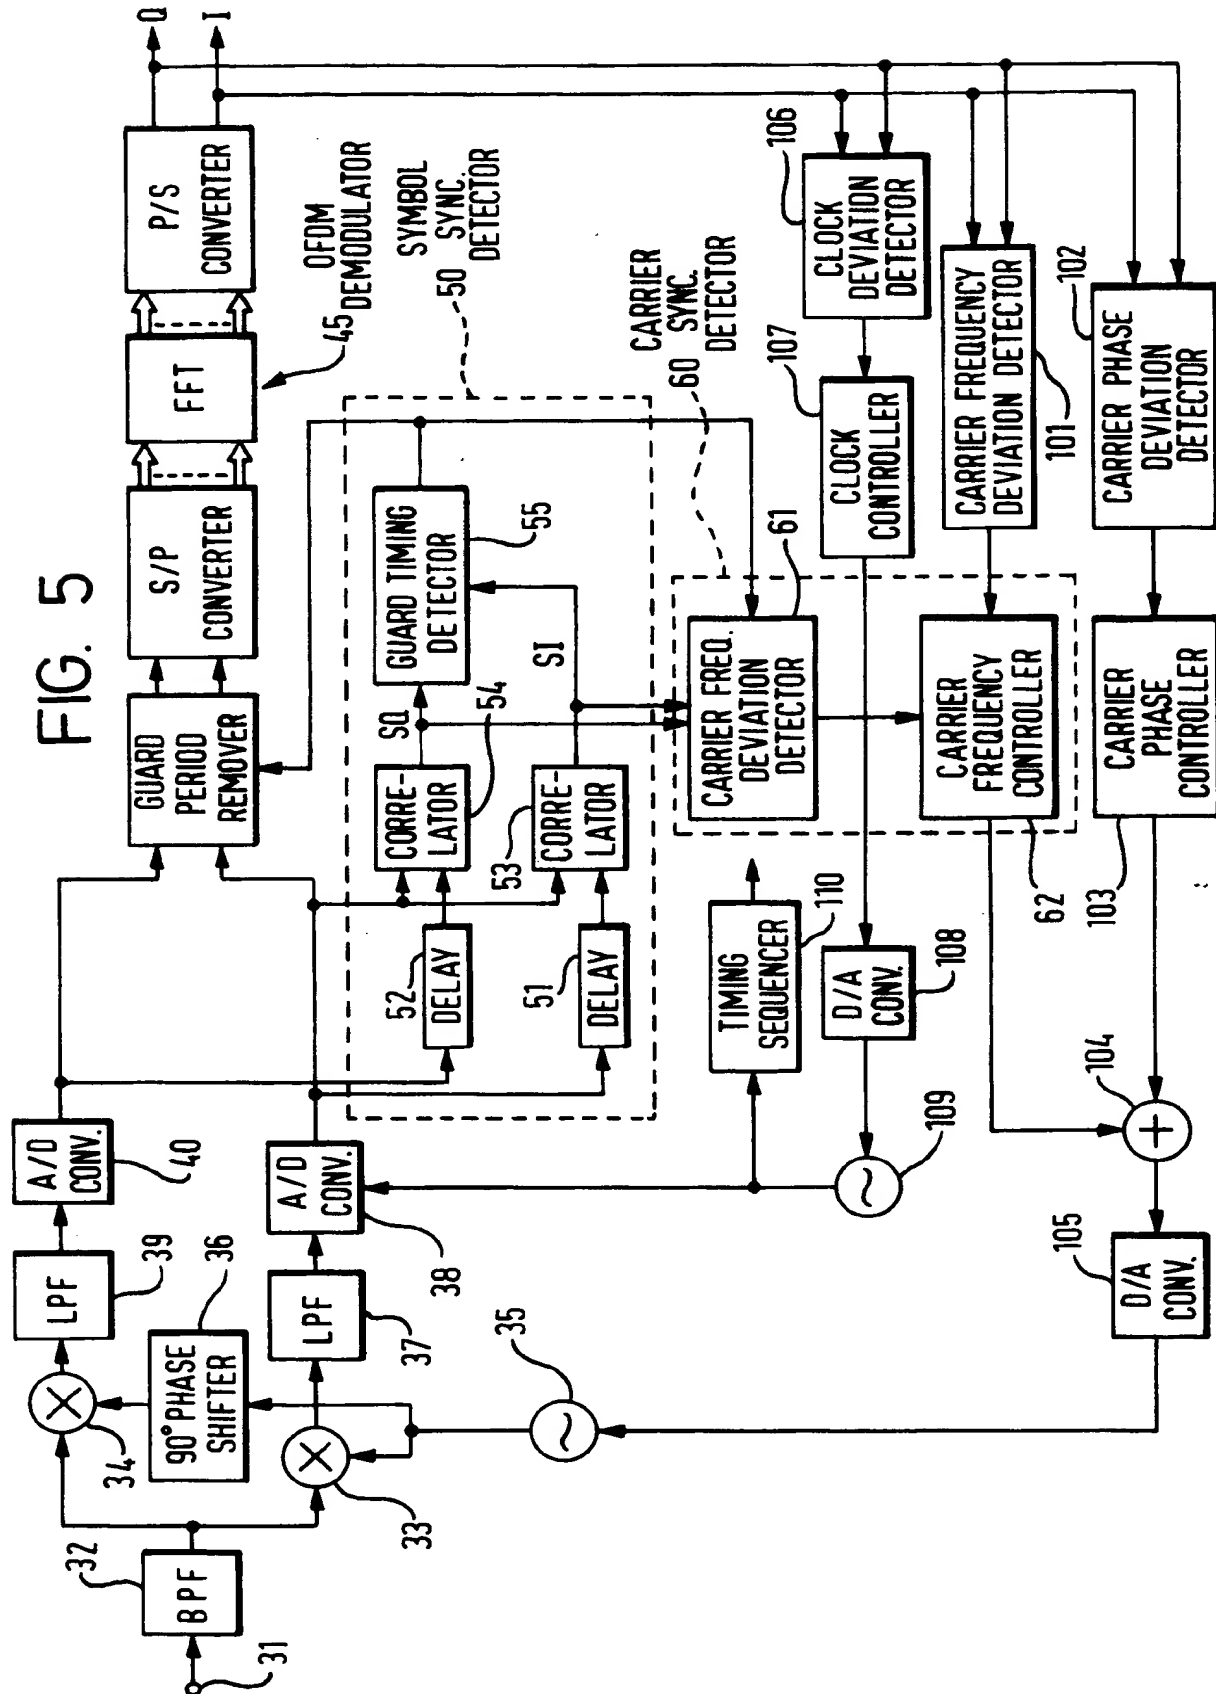 FIG. 5
31
BPF
32
33
34
35
90° PHASE
SHIFTER
36
LPF
37
LPF
39
A/D
CONV.
38
A/D
CONV.
40
GUARD
PERIOD
REMOVER
S/P
CONVERTER
FFT
45
OFDM
DEMODULATOR
P/S
CONVERTER
Q
I
SYMBOL
SYNC.
DETECTOR
50
DELAY
51
DELAY
52
CORRE-
LATOR
53
CORRE-
LATOR
54
SQ
SI
GUARD TIMING
DETECTOR
55
CARRIER
SYNC.
DETECTOR
60
CARRIER FREQ.
DEVIATION
DETECTOR
61
CARRIER
FREQUENCY
CONTROLLER
62
CLOCK
DEVIATION
DETECTOR
106
CLOCK
CONTROLLER
107
CARRIER FREQUENCY
DEVIATION DETECTOR
101
CARRIER PHASE
DEVIATION
DETECTOR
102
CARRIER
PHASE
CONTROLLER
103
TIMING
SEQUENCER
110
D/A
CONV.
108
109
104
D/A
CONV.
105